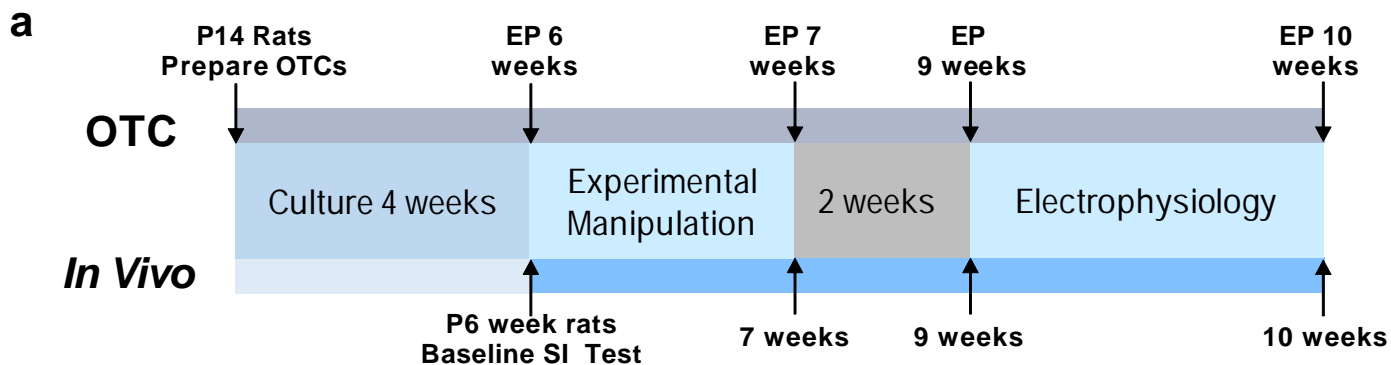 a
P14 Rats
Prepare OTCs
EP 6
weeks
EP 7
weeks
EP
9 weeks
EP 10
weeks
OTC
Culture 4 weeks
Experimental
Manipulation
2 weeks
Electrophysiology
In Vivo
P6 week rats
Baseline SI Test
7 weeks
9 weeks
10 weeks